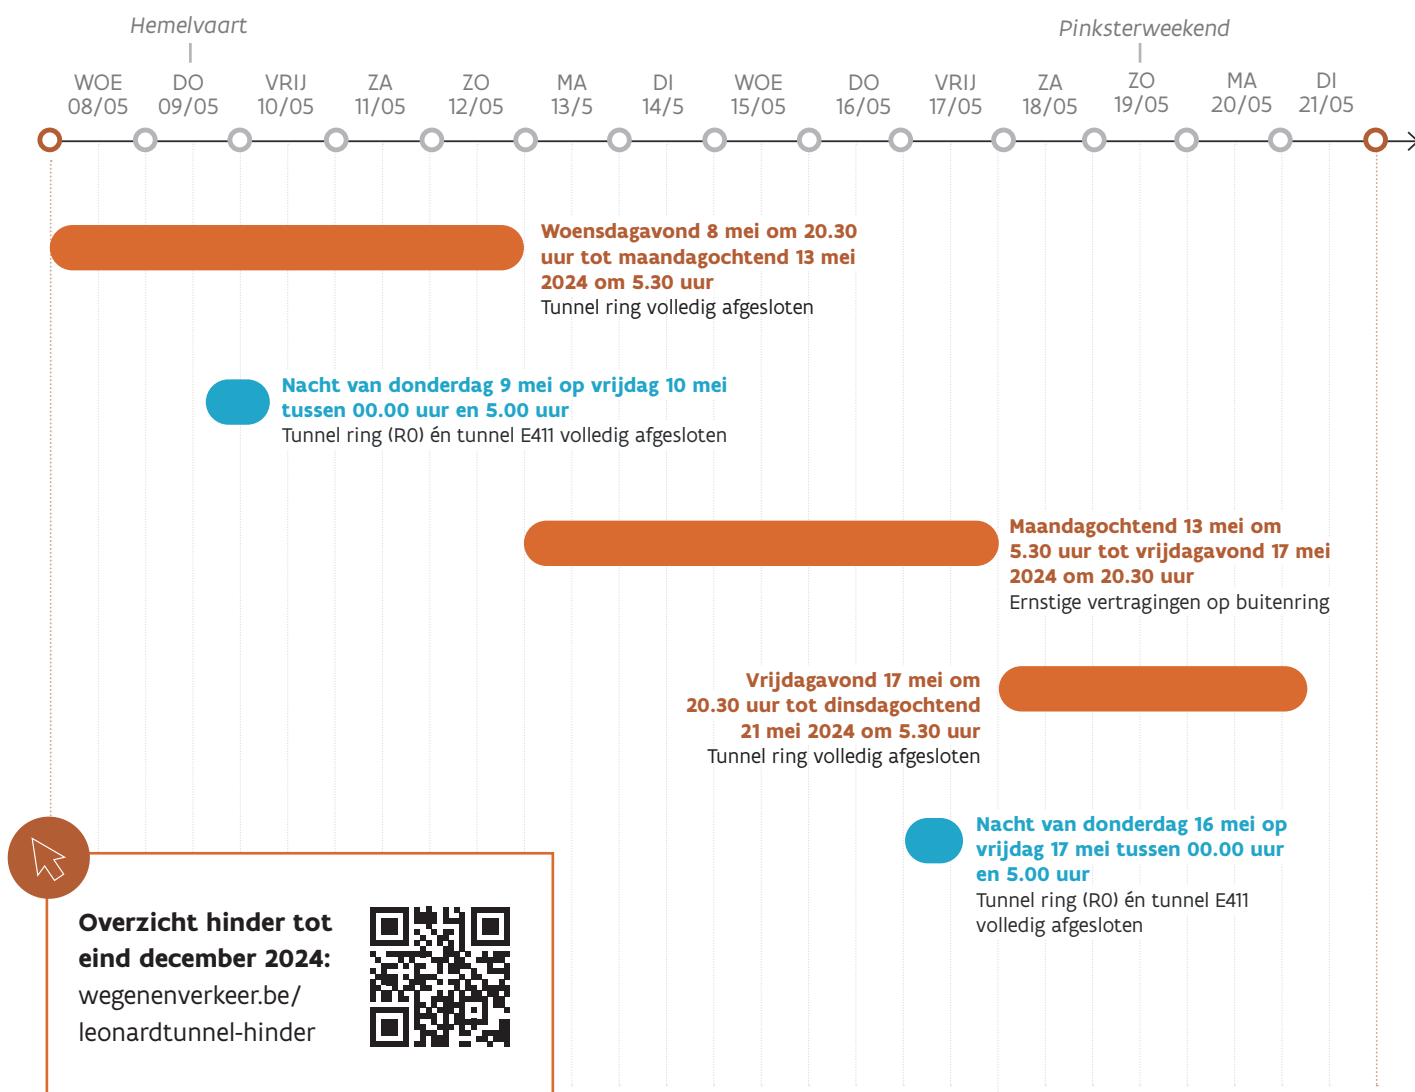 Hemelvaart
Pinksterweekend
WOE DO VRIJ ZA ZO MA DI WOE DO VRIJ ZA ZO MA DI
08/05 09/05 10/05 11/05 12/05 13/5 14/5 15/05 16/05 17/05 18/05 19/05 20/05 21/05
Woensdagavond 8 mei om 20.30
uur tot maandagochtend 13 mei
2024 om 5.30 uur
Tunnel ring volledig afgesloten
Nacht van donderdag 9 mei op vrijdag 10 mei
tussen 00.00 uur en 5.00 uur
Tunnel ring (R0) én tunnel E411 volledig afgesloten
Maandagochtend 13 mei om
5.30 uur tot vrijdagavond 17 mei
2024 om 20.30 uur
Ernstige vertragingen op buitenring
Vrijdagavond 17 mei om
20.30 uur tot dinsdagochtend
21 mei 2024 om 5.30 uur
Tunnel ring volledig afgesloten
Nacht van donderdag 16 mei op
vrijdag 17 mei tussen 00.00 uur
en 5.00 uur
Tunnel ring (R0) én tunnel E411
volledig afgesloten
Overzicht hinder tot
eind december 2024:
wegenenverkeer.be/
leonardtunnel-hinder